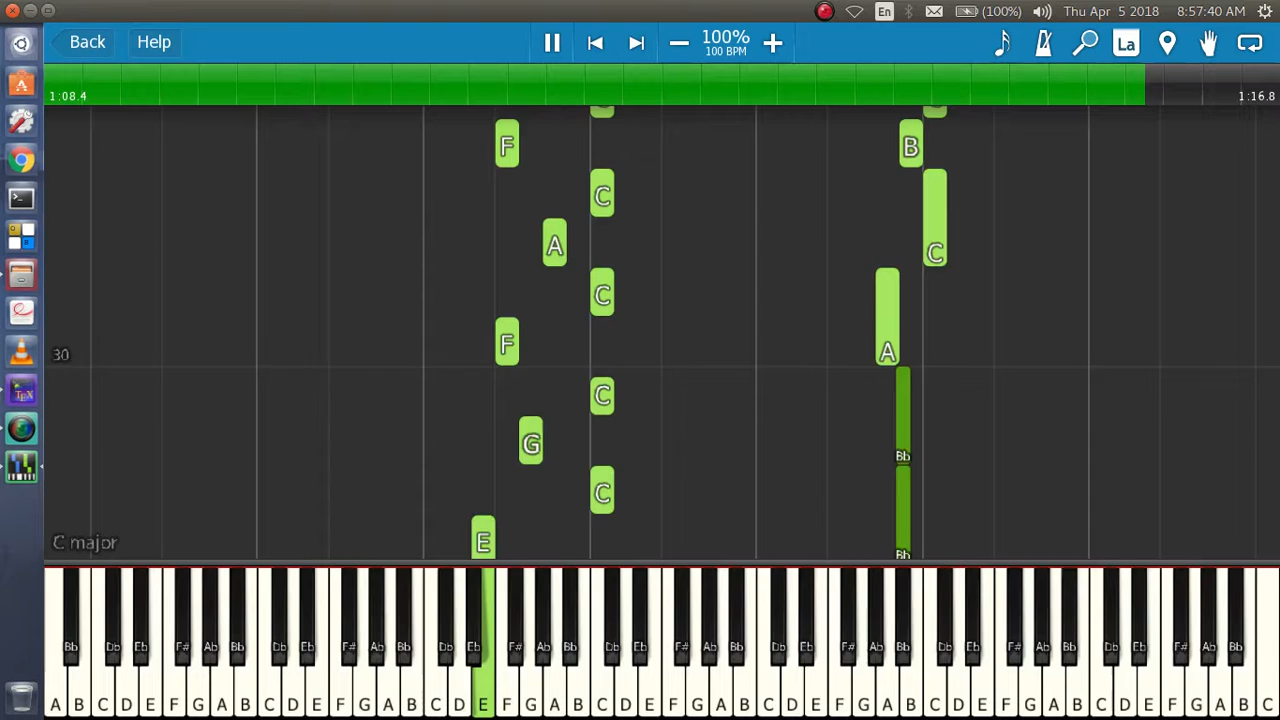 En (100%) Thu Apr 5 2018 8:57:40 AM
Back Help 100% La
100 BPM
1:08.4 1:16.8
F B
C
A C
C
F A
30
C
G Bb
C
E Bb
C major
Bb Db Eb F# Ab Bb Db Eb F# Ab Bb Db Eb F# Ab Bb Db Eb F# Ab Bb Db Eb F# Ab Bb Db Eb F# Ab Bb Db Eb F# Ab Bb
A B C D E F G A B C D E F G A B C D E F G A B C D E F G A B C D E F G A B C D E F G A B C D E F G A B C